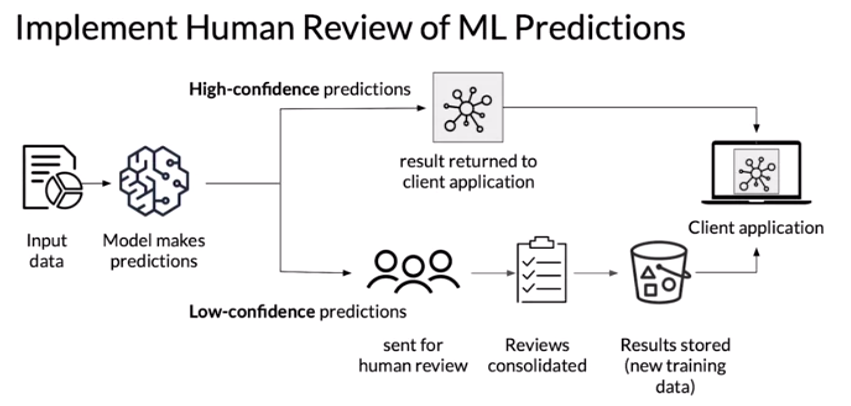 Implement Human Review of ML Predictions
High-confidence predictions
result returned to
client application
Input
data
Model makes
predictions
Client application
Low-confidence predictions
sent for
human review
Reviews
consolidated
Results stored
(new training
data)